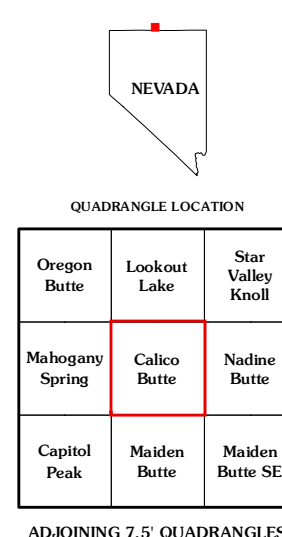 NEVADA
QUADRANGLE LOCATION
Oregon
Butte
Lookout
Lake
Star
Valley
Knoll
Mahogany
Spring
Calico
Butte
Nadine
Butte
Capitol
Peak
Maiden
Butte
Maiden
Butte SE
ADJOINING 7.5' QUADRANGLES